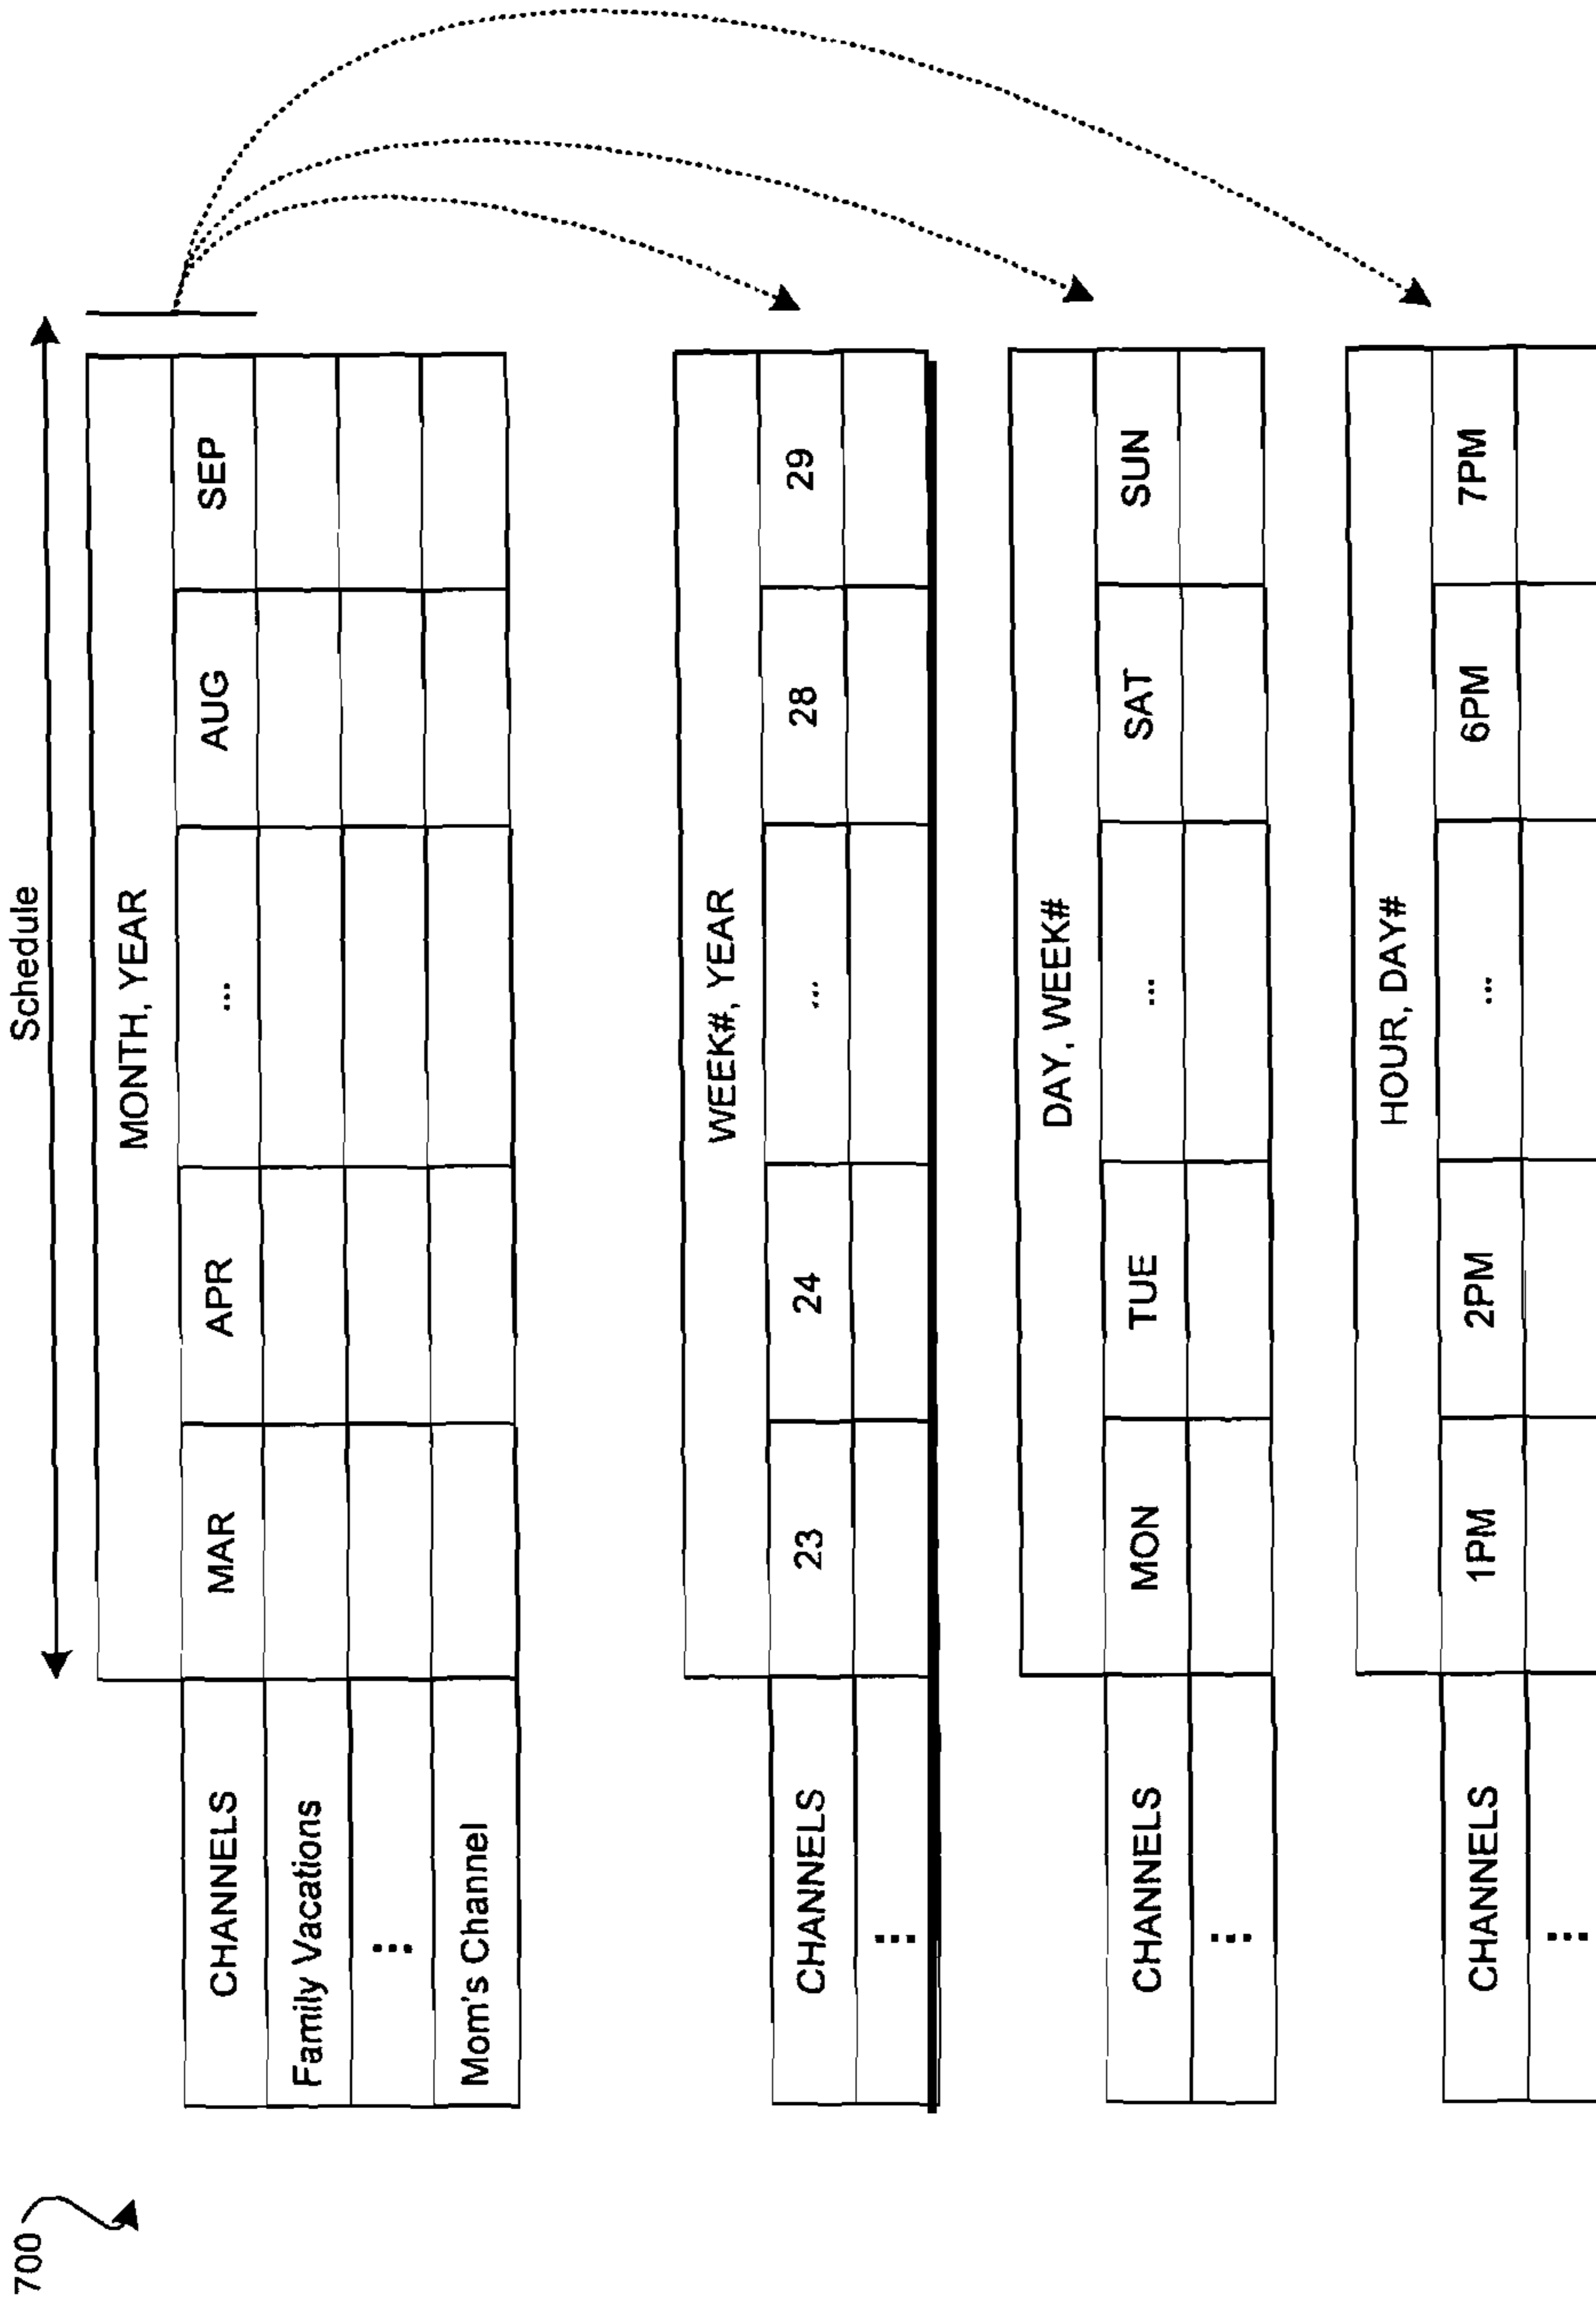 700
Schedule
MONTH, YEAR
CHANNELS MAR APR ... AUG SEP
Family Vacations
...
Mom's Channel
WEEK#, YEAR
CHANNELS 23 24 ... 28 29
...
DAY, WEEK#
CHANNELS MON TUE ... SAT SUN
...
HOUR, DAY#
CHANNELS 1PM 2PM ... 6PM 7PM
...